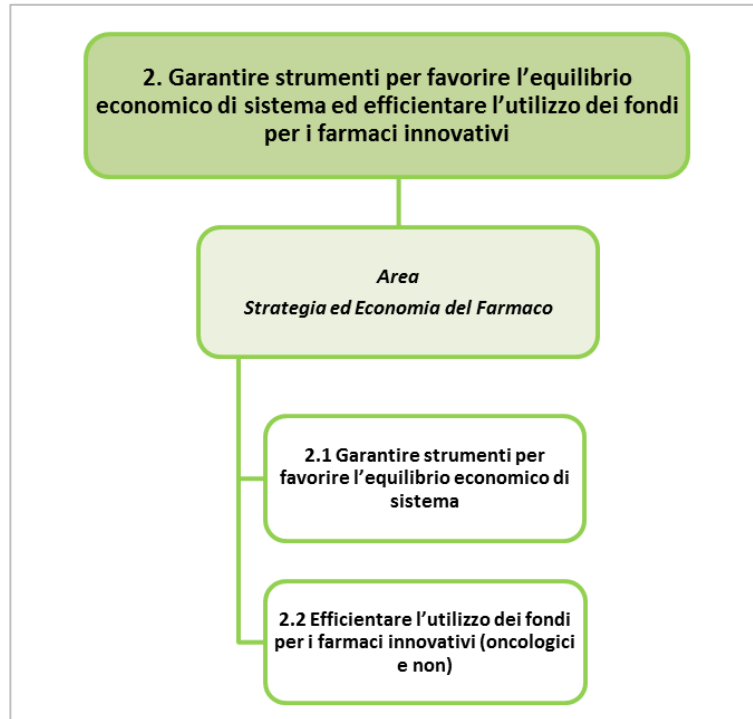 2. Garantire strumenti per favorire l'equilibrio
economico di sistema ed efficientare l'utilizzo dei fondi
per i farmaci innovativi
Area
Strategia ed Economia del Farmaco
2.1 Garantire strumenti per
favorire l'equilibrio economico di
sistema
2.2 Efficientare l'utilizzo dei fondi
per i farmaci innovativi (oncologici
e non)